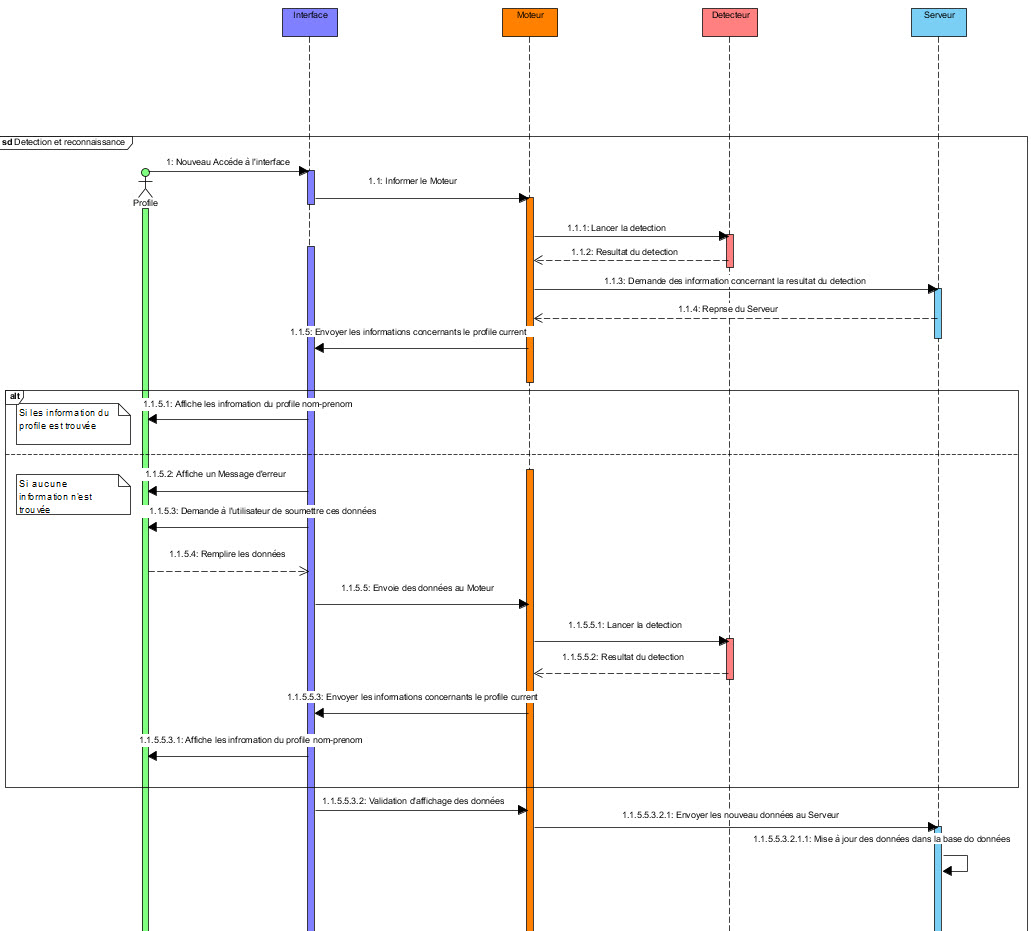 Interface
Moteur
Detecteur
Serveur
sd Detection et reconnaissance
1: Nouveau Accéde à l'interface
Profile
1.1: Informer le Moteur
1.1.1: Lancer la detection
1.1.2: Resultat du detection
1.1.3: Demande des information concernant la resultat du detection
1.1.4: Reprise du Serveur
1.1.5: Envoyer les informations concernants le profile current
alt
1.1.5.1: Affiche les infromation du profile nom-prenom
Si les information du
profile est trouvée
1.1.5.2: Affiche un Message d'erreur
Si aucune
information n'est
trouvée
1.1.5.3: Demande á l'utilisateur de soumettre ces données
1.1.5.4: Remplire les données
1.1.5.5: Envoie des données au Moteur
1.1.5.5.1: Lancer la detection
1.1.5.5.2: Resultat du detection
1.1.5.5.3: Envoyer les informations concernants le profile current
1.1.5.5.3.1: Affiche les infromation du profile nom-prenom
1.1.5.5.3.2: Validation d'affichage des données
1.1.5.5.3.2.1: Envoyer les nouveau données au Serveur
1.1.5.5.3.2.1.1: Mise á jour des données dans la base do données